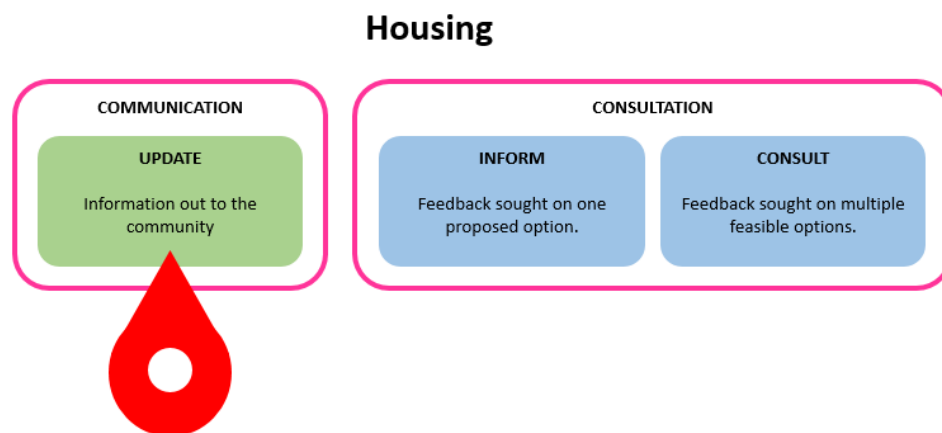 Housing
COMMUNICATION
UPDATE
Information out to the
community
CONSULTATION
INFORM
Feedback sought on one
proposed option.
CONSULT
Feedback sought on multiple
feasible options.